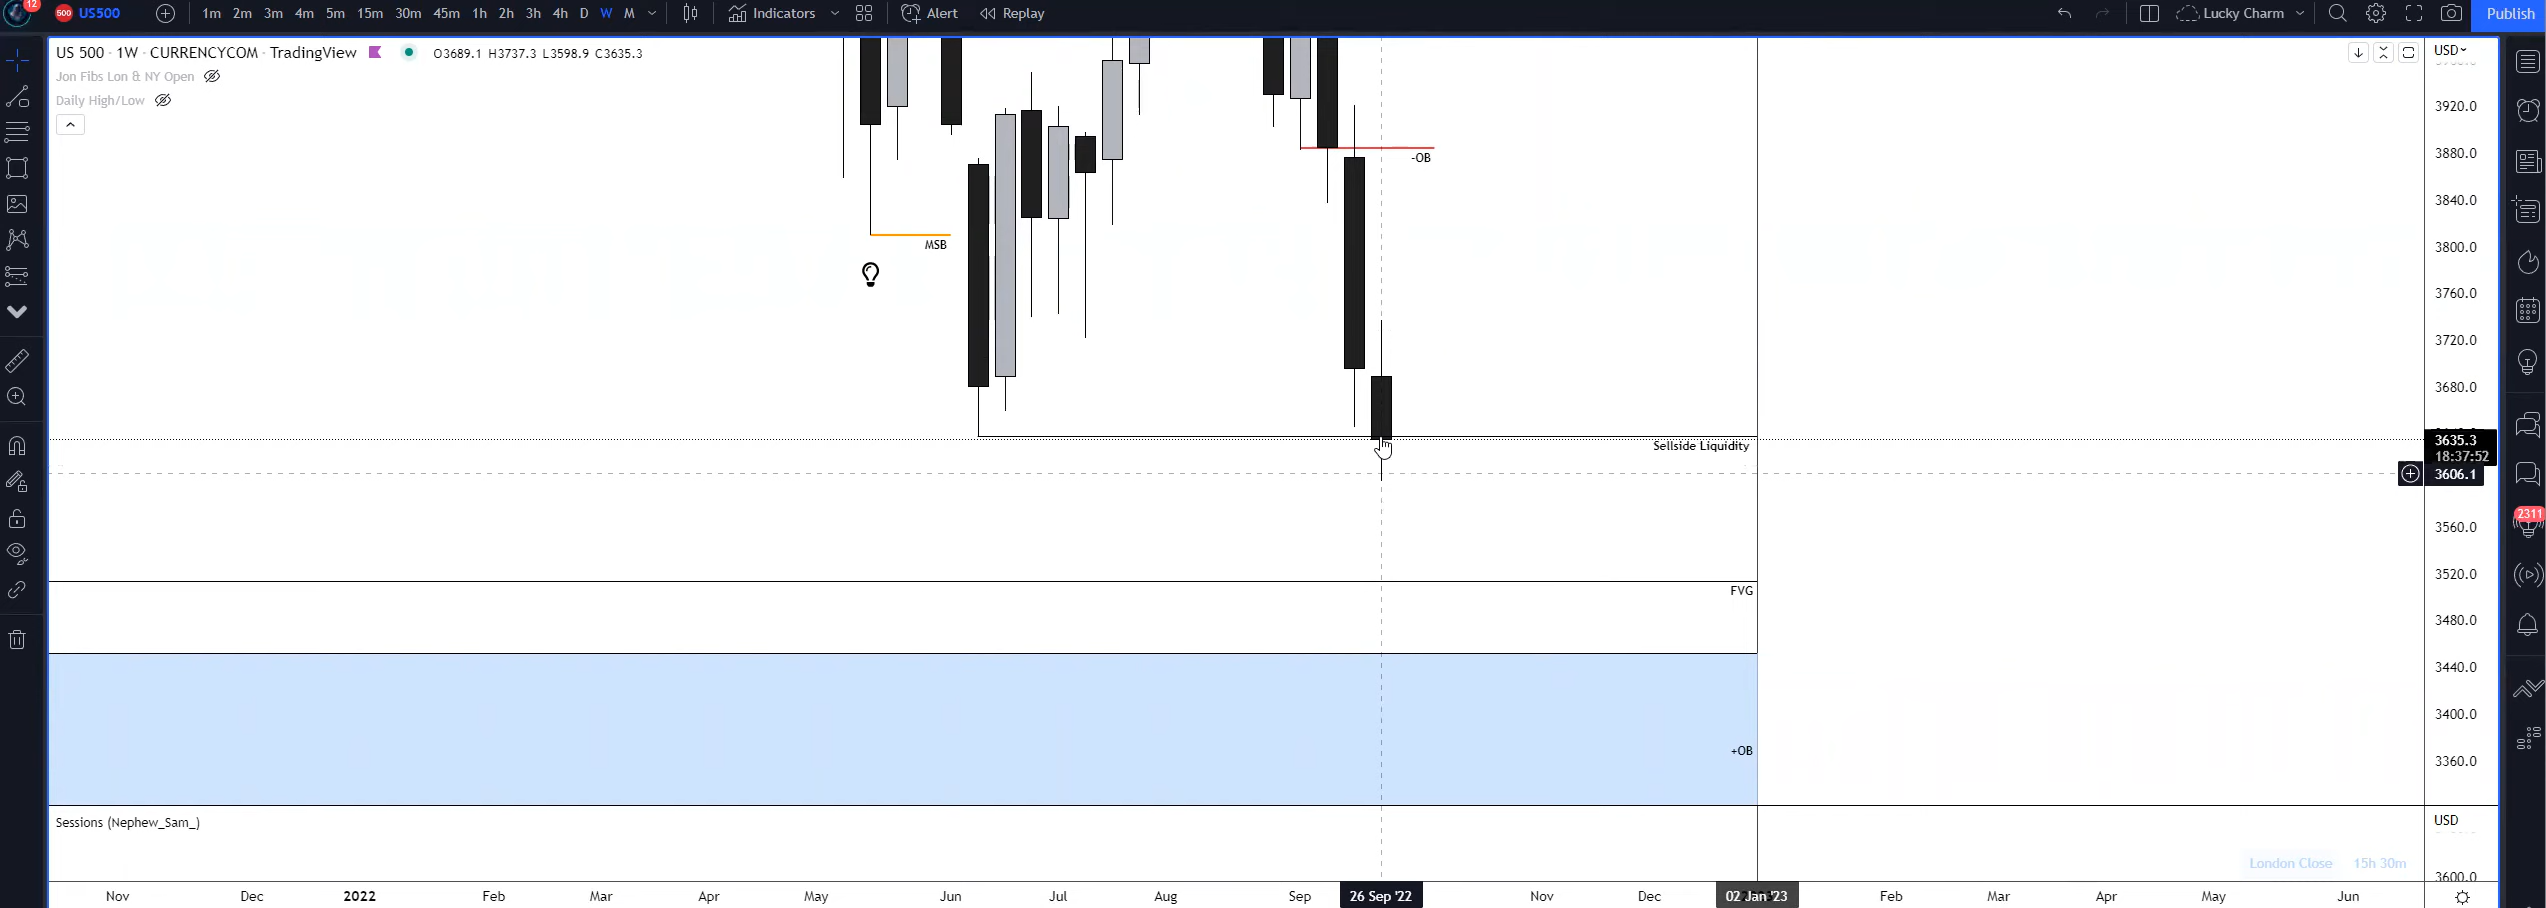 12
500 US500 1m 2m 3m 4m 5m 15m 30m 45m 1h 2h 3h 4h D W M Indicators Alert Replay Lucky Charm Publish
US 500 · 1W · CURRENCYCOM · TradingView O3689.1 H3737.3 L3598.9 C3635.3 USD
Jon Fibs Lon & NY Open
Daily High/Low
3920.0
3880.0
-OB
3840.0
MSB
3800.0
3760.0
3720.0
3680.0
Sellside Liquidity
3635.3
18:37:52
3606.1
2311
3560.0
3520.0
FVG
3480.0
3440.0
3400.0
+OB
3360.0
Sessions (Nephew_Sam_) USD
London Close 15h 30m
3600.0
Nov Dec 2022 Feb Mar Apr May Jun Jul Aug Sep 26 Sep '22 Nov Dec 02 Jan '23 Feb Mar Apr May Jun